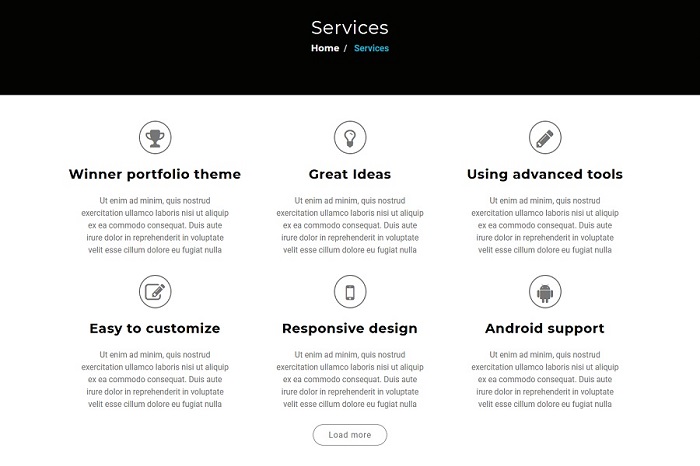 Services
Home / Services
Winner portfolio theme
Ut enim ad minim, quis nostrud
exercitation ullamco laboris nisi ut aliquip
ex ea commodo consequat. Duis aute
irure dolor in reprehenderit in voluptate
velit esse cillum dolore eu fugiat nulla
Great Ideas
Ut enim ad minim, quis nostrud
exercitation ullamco laboris nisi ut aliquip
ex ea commodo consequat. Duis aute
irure dolor in reprehenderit in voluptate
velit esse cillum dolore eu fugiat nulla
Using advanced tools
Ut enim ad minim, quis nostrud
exercitation ullamco laboris nisi ut aliquip
ex ea commodo consequat. Duis aute
irure dolor in reprehenderit in voluptate
velit esse cillum dolore eu fugiat nulla
Easy to customize
Ut enim ad minim, quis nostrud
exercitation ullamco laboris nisi ut aliquip
ex ea commodo consequat. Duis aute
irure dolor in reprehenderit in voluptate
velit esse cillum dolore eu fugiat nulla
Responsive design
Ut enim ad minim, quis nostrud
exercitation ullamco laboris nisi ut aliquip
ex ea commodo consequat. Duis aute
irure dolor in reprehenderit in voluptate
velit esse cillum dolore eu fugiat nulla
Android support
Ut enim ad minim, quis nostrud
exercitation ullamco laboris nisi ut aliquip
ex ea commodo consequat. Duis aute
irure dolor in reprehenderit in voluptate
velit esse cillum dolore eu fugiat nulla
Load more